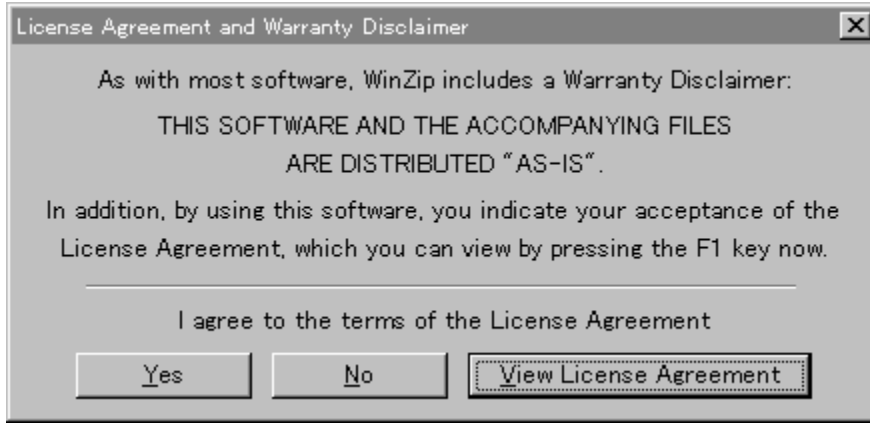 License Agreement and Warranty Disclaimer
As with most software, WinZip includes a Warranty Disclaimer:
THIS SOFTWARE AND THE ACCOMPANYING FILES
ARE DISTRIBUTED "AS-IS".
In addition, by using this software, you indicate your acceptance of the
License Agreement, which you can view by pressing the F1 key now.
I agree to the terms of the License Agreement
Yes No View License Agreement